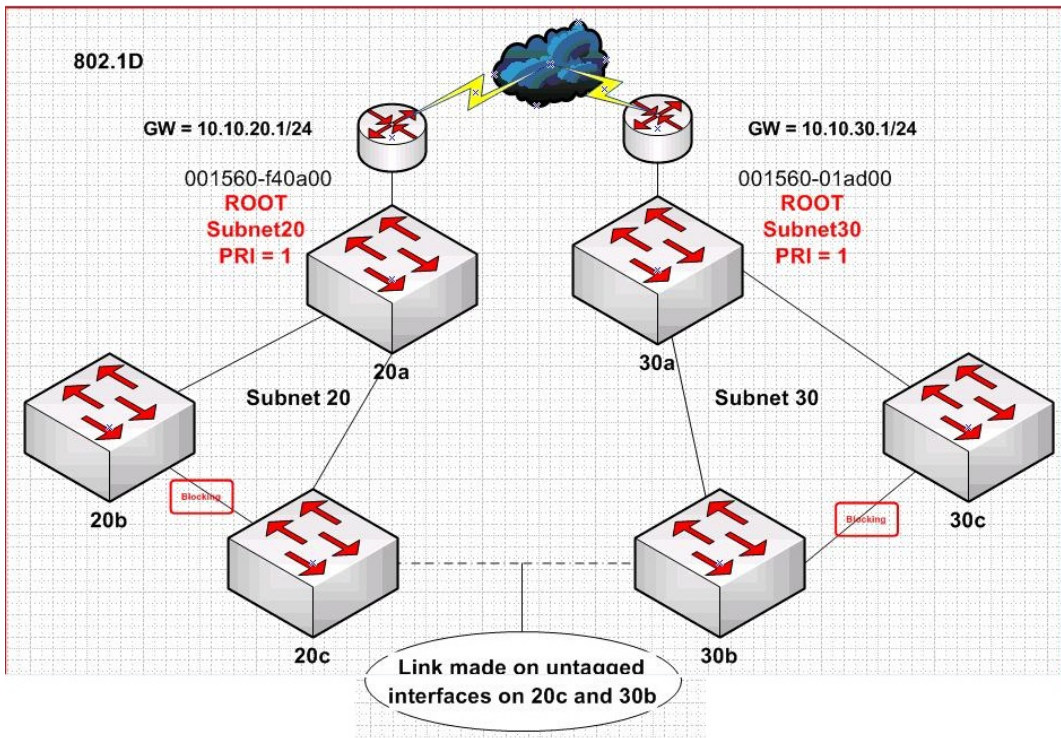 802.1D
GW = 10.10.20.1/24
GW = 10.10.30.1/24
001560-f40a00
ROOT
Subnet20
PRI = 1
001560-01ad00
ROOT
Subnet30
PRI = 1
20a
30a
Subnet 20
Subnet 30
Blocking
20b
Blocking
30c
20c
30b
Link made on untagged
interfaces on 20c and 30b